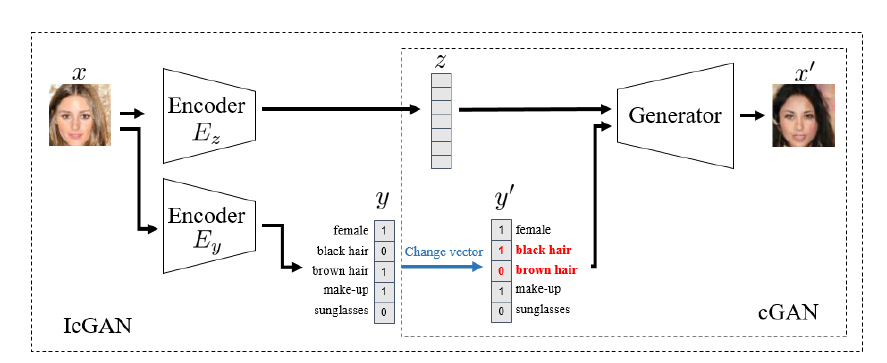 x
Encoder
E_z
z
Generator
x′
Encoder
E_y
y
female 1
black hair 0
brown hair 1
make-up 1
sunglasses 0
Change vector
y′
1 female
1 black hair
0 brown hair
1 make-up
0 sunglasses
IcGAN
cGAN